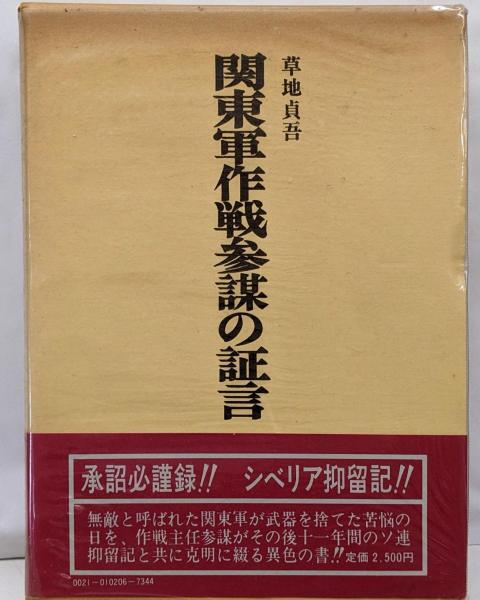 草地貞吾
関東軍作戦参謀の証言
承詔必謹録!! シベリア抑留記!!
無敵と呼ばれた関東軍が武器を捨てた苦悩の
日を、作戦主任参謀がその後十一年間のソ連
抑留記と共に克明に綴る異色の書!! 定価 2,500円
0021-010206-7344